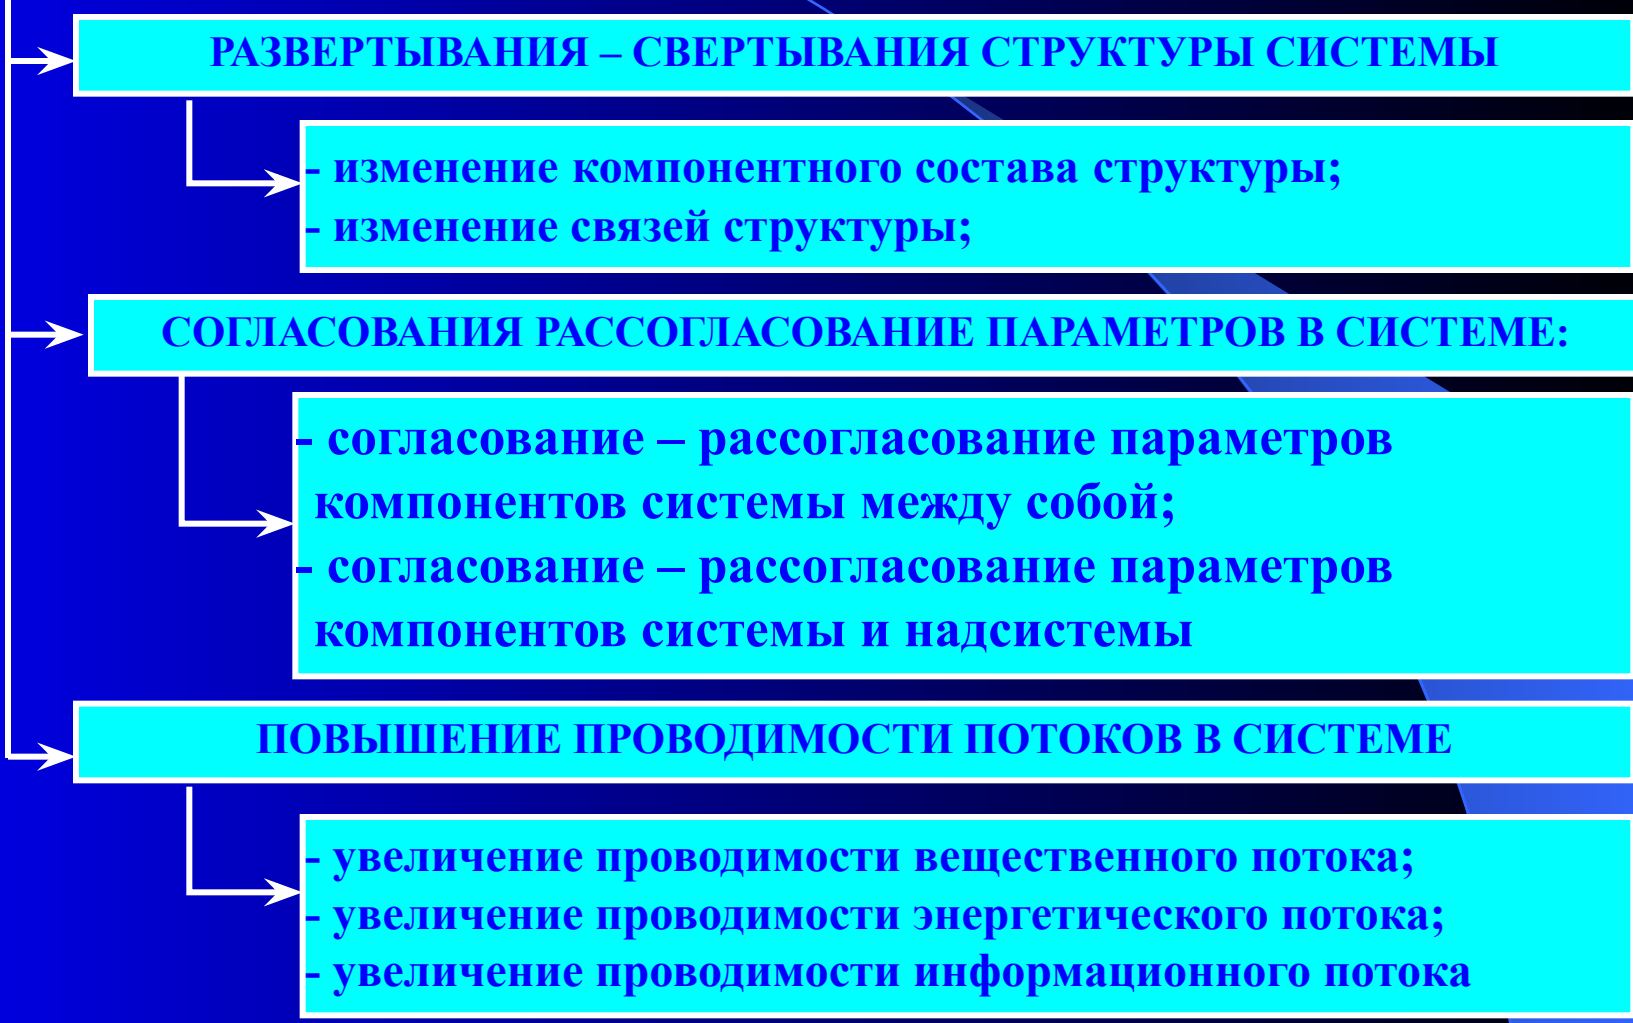 РАЗВЕРТЫВАНИЯ – СВЕРТЫВАНИЯ СТРУКТУРЫ СИСТЕМЫ
- изменение компонентного состава структуры;
- изменение связей структуры;
СОГЛАСОВАНИЯ РАССОГЛАСОВАНИЕ ПАРАМЕТРОВ В СИСТЕМЕ:
- согласование – рассогласование параметров
компонентов системы между собой;
- согласование – рассогласование параметров
компонентов системы и надсистемы
ПОВЫШЕНИЕ ПРОВОДИМОСТИ ПОТОКОВ В СИСТЕМЕ
- увеличение проводимости вещественного потока;
- увеличение проводимости энергетического потока;
- увеличение проводимости информационного потока